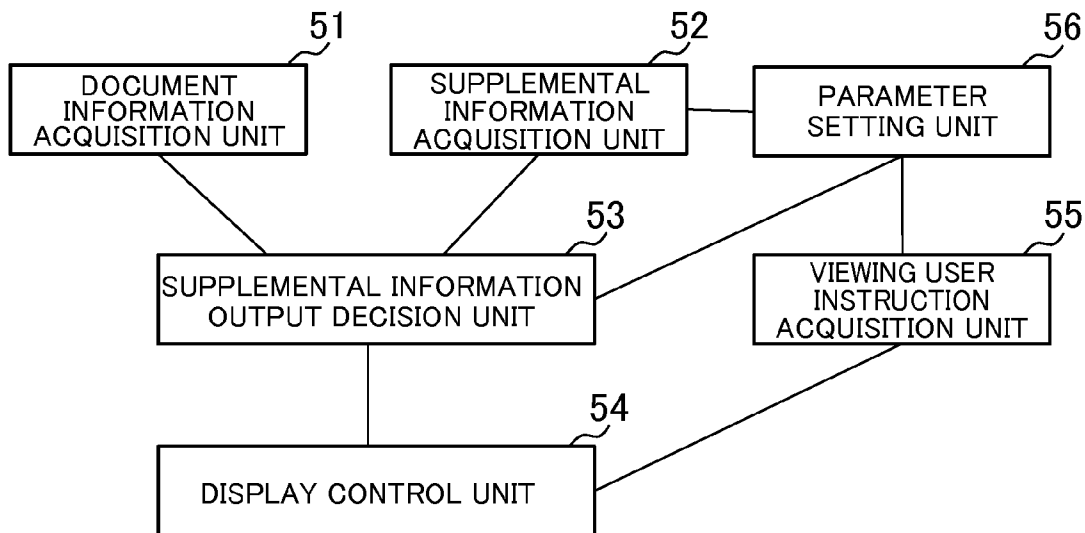 51
DOCUMENT
INFORMATION
ACQUISITION UNIT
52
SUPPLEMENTAL
INFORMATION
ACQUISITION UNIT
56
PARAMETER
SETTING UNIT
53
SUPPLEMENTAL INFORMATION
OUTPUT DECISION UNIT
55
VIEWING USER
INSTRUCTION
ACQUISITION UNIT
54
DISPLAY CONTROL UNIT